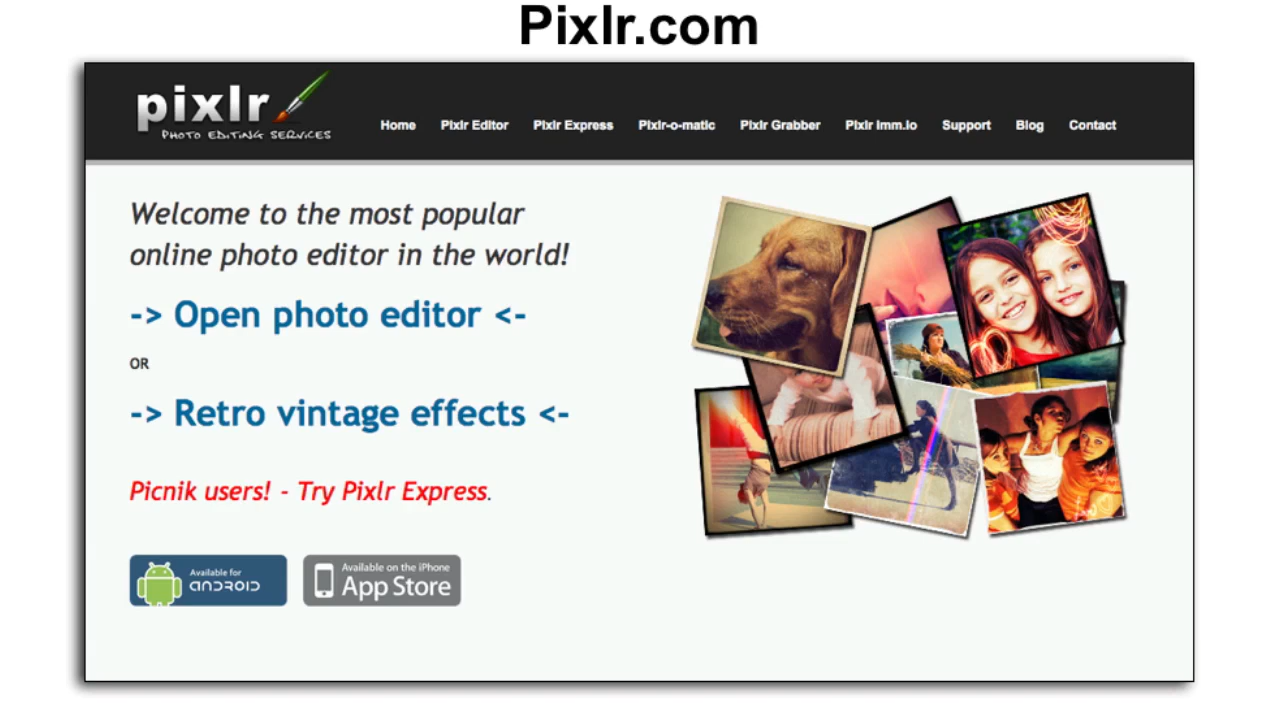 Pixlr.com
pixlr
PHOTO EDITING SERVICES
Home Pixlr Editor Pixlr Express Pixlr-o-matic Pixlr Grabber Pixlr Imm.io Support Blog Contact
Welcome to the most popular
online photo editor in the world!
-> Open photo editor <-
OR
-> Retro vintage effects <-
Picnik users! - Try Pixlr Express.
Available for
ANDROID
Available on the iPhone
App Store